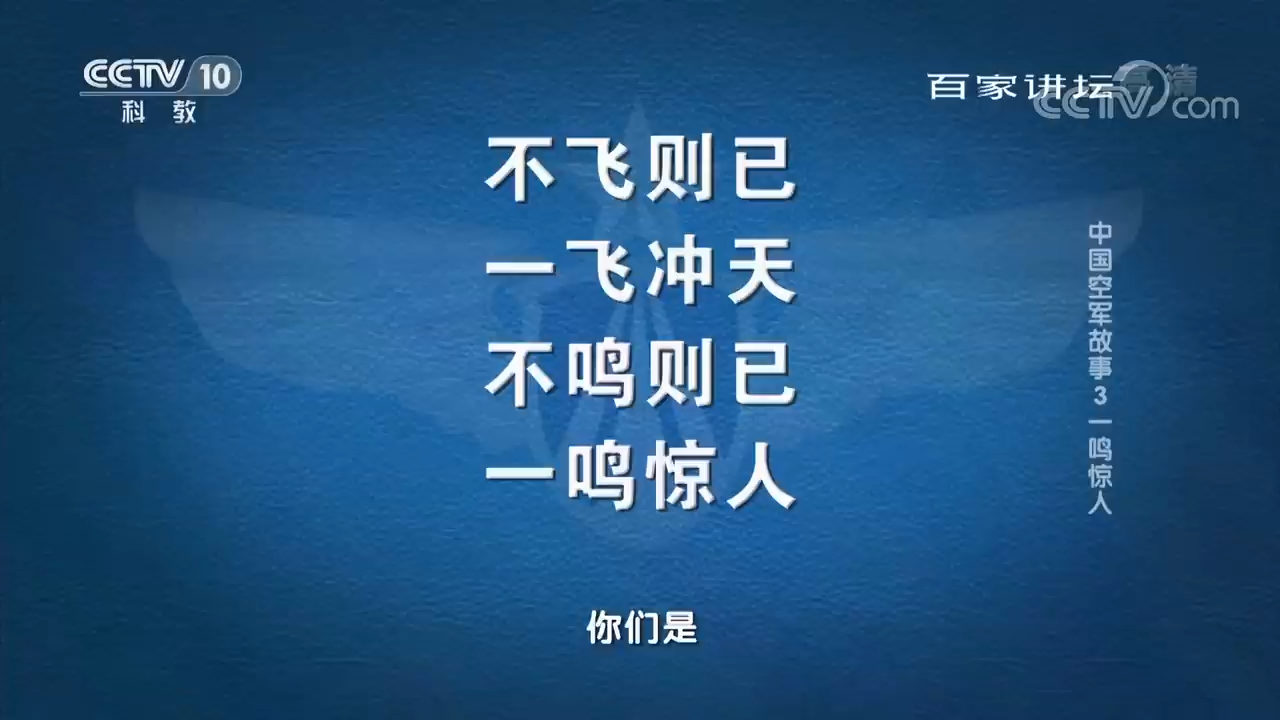 CCTV 10
科教
百家讲坛
高清
CCTV.com
不飞则已
一飞冲天
不鸣则已
一鸣惊人
中国空军故事3一鸣惊人
你们是